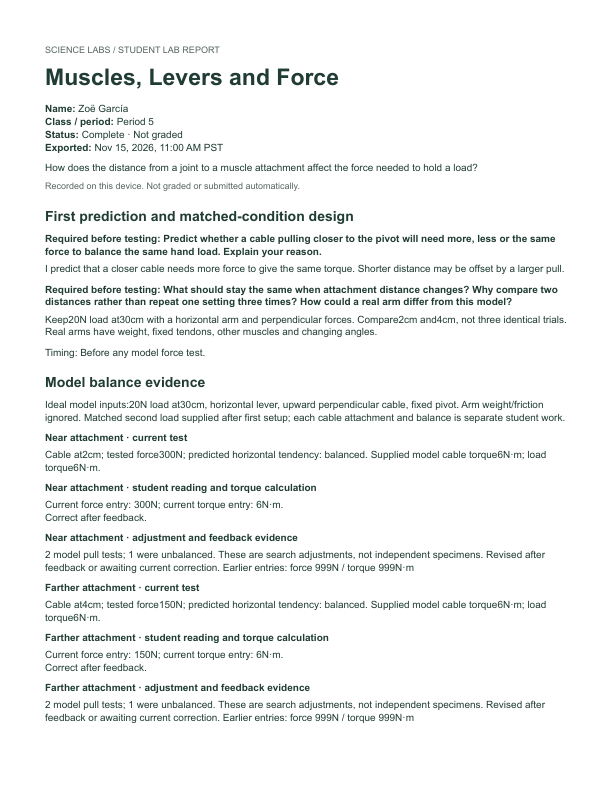 SCIENCE LABS / STUDENT LAB REPORT
Muscles, Levers and Force
Name: Zoë García
Class / period: Period 5
Status: Complete · Not graded
Exported: Nov 15, 2026, 11:00 AM PST
How does the distance from a joint to a muscle attachment affect the force needed to hold a load?
Recorded on this device. Not graded or submitted automatically.
First prediction and matched-condition design
Required before testing: Predict whether a cable pulling closer to the pivot will need more, less or the same
force to balance the same hand load. Explain your reason.
I predict that a closer cable needs more force to give the same torque. Shorter distance may be offset by a larger pull.
Required before testing: What should stay the same when attachment distance changes? Why compare two
distances rather than repeat one setting three times? How could a real arm differ from this model?
Keep20N load at30cm with a horizontal arm and perpendicular forces. Compare2cm and4cm, not three identical trials.
Real arms have weight, fixed tendons, other muscles and changing angles.
Timing: Before any model force test.
Model balance evidence
Ideal model inputs:20N load at30cm, horizontal lever, upward perpendicular cable, fixed pivot. Arm weight/friction
ignored. Matched second load supplied after first setup; each cable attachment and balance is separate student work.
Near attachment · current test
Cable at2cm; tested force300N; predicted horizontal tendency: balanced. Supplied model cable torque6N·m; load
torque6N·m.
Near attachment · student reading and torque calculation
Current force entry: 300N; current torque entry: 6N·m.
Correct after feedback.
Near attachment · adjustment and feedback evidence
2 model pull tests; 1 were unbalanced. These are search adjustments, not independent specimens. Revised after
feedback or awaiting current correction. Earlier entries: force 999N / torque 999N·m
Farther attachment · current test
Cable at4cm; tested force150N; predicted horizontal tendency: balanced. Supplied model cable torque6N·m; load
torque6N·m.
Farther attachment · student reading and torque calculation
Current force entry: 150N; current torque entry: 6N·m.
Correct after feedback.
Farther attachment · adjustment and feedback evidence
2 model pull tests; 1 were unbalanced. These are search adjustments, not independent specimens. Revised after
feedback or awaiting current correction. Earlier entries: force 999N / torque 999N·m